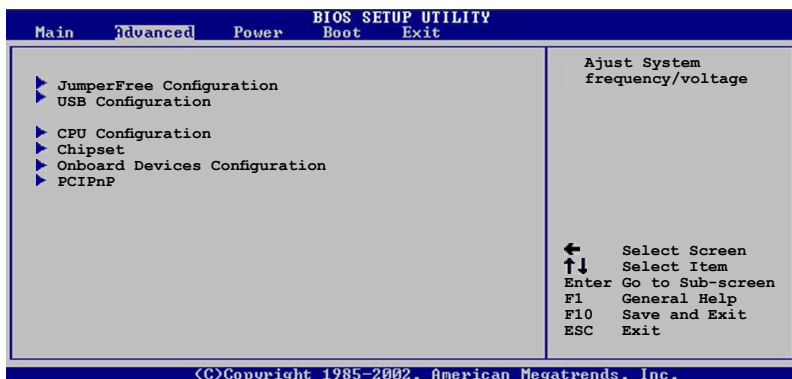 BIOS SETUP UTILITY
Main Advanced Power Boot Exit
JumperFree Configuration
USB Configuration
CPU Configuration
Chipset
Onboard Devices Configuration
PCIPnP
Ajust System
frequency/voltage
← Select Screen
↑↓ Select Item
Enter Go to Sub-screen
F1 General Help
F10 Save and Exit
ESC Exit
(C)Copyright 1985-2002, American Megatrends, Inc.